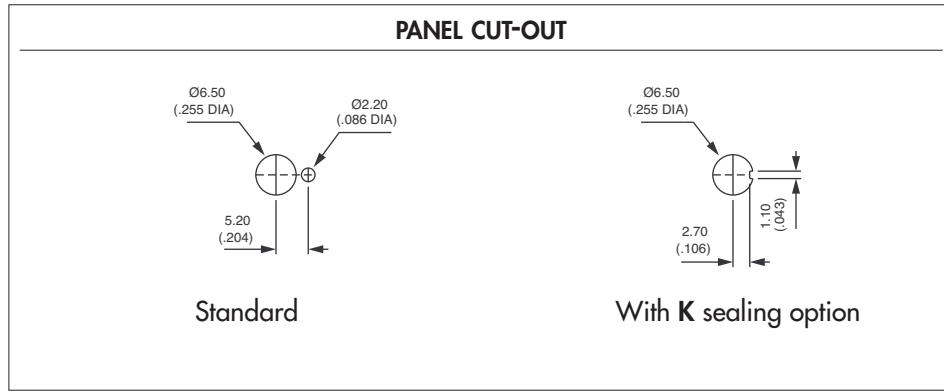 PANEL CUT-OUT
Ø6.50
(.255 DIA)
Ø2.20
(.086 DIA)
5.20
(.204)
Standard
Ø6.50
(.255 DIA)
2.70
(.106)
1.10
(.043)
With K sealing option